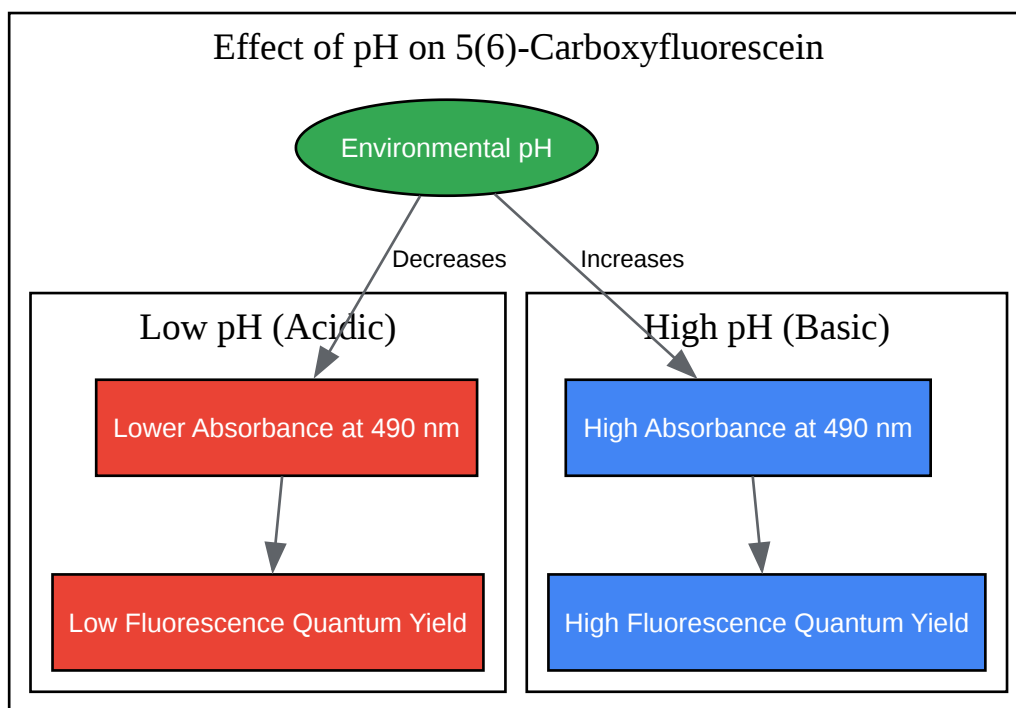 Effect of pH on 5(6)-Carboxyfluorescein
Environmental pH
Decreases
Increases
Low pH (Acidic)
High pH (Basic)
Lower Absorbance at 490 nm
High Absorbance at 490 nm
Low Fluorescence Quantum Yield
High Fluorescence Quantum Yield